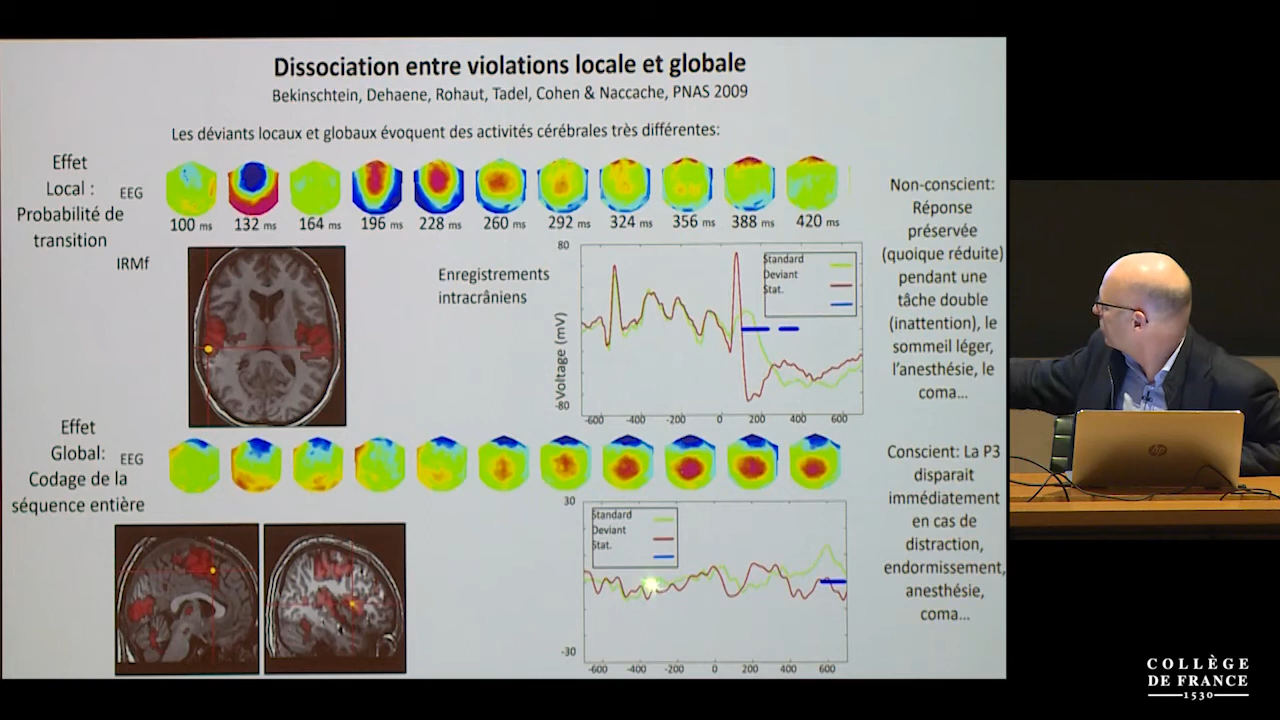 Dissociation entre violations locale et globale
Bekinschtein, Dehaene, Rohaut, Tadel, Cohen & Naccache, PNAS 2009
Les déviants locaux et globaux évoquent des activités cérébrales très différentes:
Effet
Local :
Probabilité de
transition
EEG
100 ms 132 ms 164 ms 196 ms 228 ms 260 ms 292 ms 324 ms 356 ms 388 ms 420 ms
IRMf
Enregistrements
intracrâniens
80
Voltage (mV)
-80
Standard
Deviant
Stat.
-600 -400 -200 0 200 400 600
Non-conscient:
Réponse
préservée
(quoique réduite)
pendant une
tâche double
(inattention), le
sommeil léger,
l'anesthésie, le
coma...
Effet
Global:
Codage de la
séquence entière
EEG
30
Standard
Deviant
Stat.
-30
-600 -400 -200 0 200 400 600
Conscient: La P3
disparait
immédiatement
en cas de
distraction,
endormissement,
anesthésie,
coma...
hp
COLLÈGE
DE FRANCE
1530